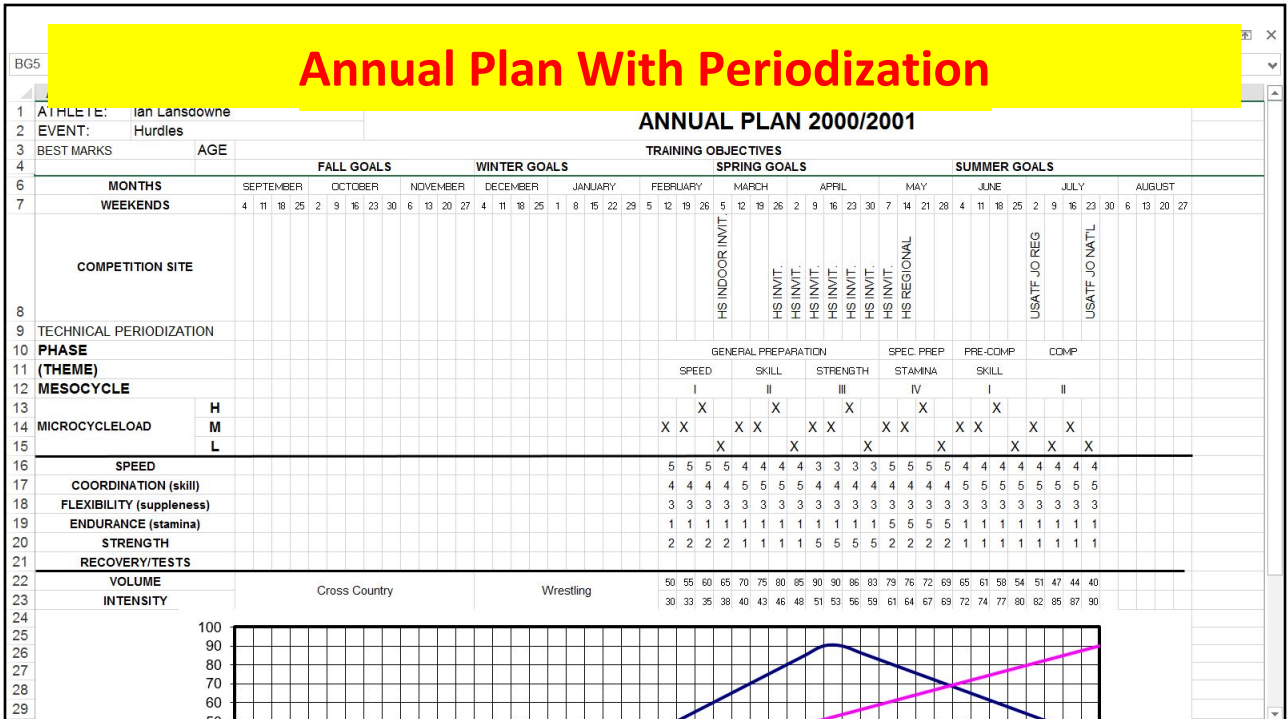 Annual Plan With Periodization
BG5
1 ATHLETE: Ian Lansdowne
ANNUAL PLAN 2000/2001
2 EVENT: Hurdles
3 BEST MARKS AGE TRAINING OBJECTIVES
4 FALL GOALS WINTER GOALS SPRING GOALS SUMMER GOALS
6 MONTHS SEPTEMBER OCTOBER NOVEMBER DECEMBER JANUARY FEBRUARY MARCH APRIL MAY JUNE JULY AUGUST
7 WEEKENDS 4 11 18 25 2 9 16 23 30 6 13 20 27 4 11 18 25 1 8 15 22 29 5 12 19 26 5 12 19 26 2 9 16 23 30 7 14 21 28 4 11 18 25 2 9 16 23 30 6 13 20 27
8 COMPETITION SITE HS INDOOR INVIT. HS INVIT. HS INVIT. HS INVIT. HS INVIT. HS INVIT. HS INVIT. HS INVIT. HS REGIONAL USATF JO REG USATF JO NAT'L
9 TECHNICAL PERIODIZATION
10 PHASE GENERAL PREPARATION SPEC. PREP PRE-COMP COMP
11 (THEME) SPEED SKILL STRENGTH STAMINA SKILL
12 MESOCYCLE I II III IV I II
13 H X X X X X
14 MICROCYCLELOAD M X X X X X X X X X X X X
15 L X X X X X X X
16 SPEED 5 5 5 5 4 4 4 4 3 3 3 3 5 5 5 5 4 4 4 4 4 4 4 4
17 COORDINATION (skill) 4 4 4 4 5 5 5 5 4 4 4 4 4 4 4 4 5 5 5 5 5 5 5 5
18 FLEXIBILITY (suppleness) 3 3 3 3 3 3 3 3 3 3 3 3 3 3 3 3 3 3 3 3 3 3 3 3
19 ENDURANCE (stamina) 1 1 1 1 1 1 1 1 1 1 1 1 5 5 5 5 1 1 1 1 1 1 1 1
20 STRENGTH 2 2 2 2 1 1 1 1 5 5 5 5 2 2 2 2 1 1 1 1 1 1 1 1
21 RECOVERY/TESTS
22 VOLUME 50 55 60 65 70 75 80 85 90 90 86 83 79 76 72 69 65 61 58 54 51 47 44 40
Cross Country Wrestling
23 INTENSITY 30 33 35 38 40 43 46 48 51 53 56 59 61 64 67 69 72 74 77 80 82 85 87 90
24
25 100
26 90
27 80
28 70
29 60